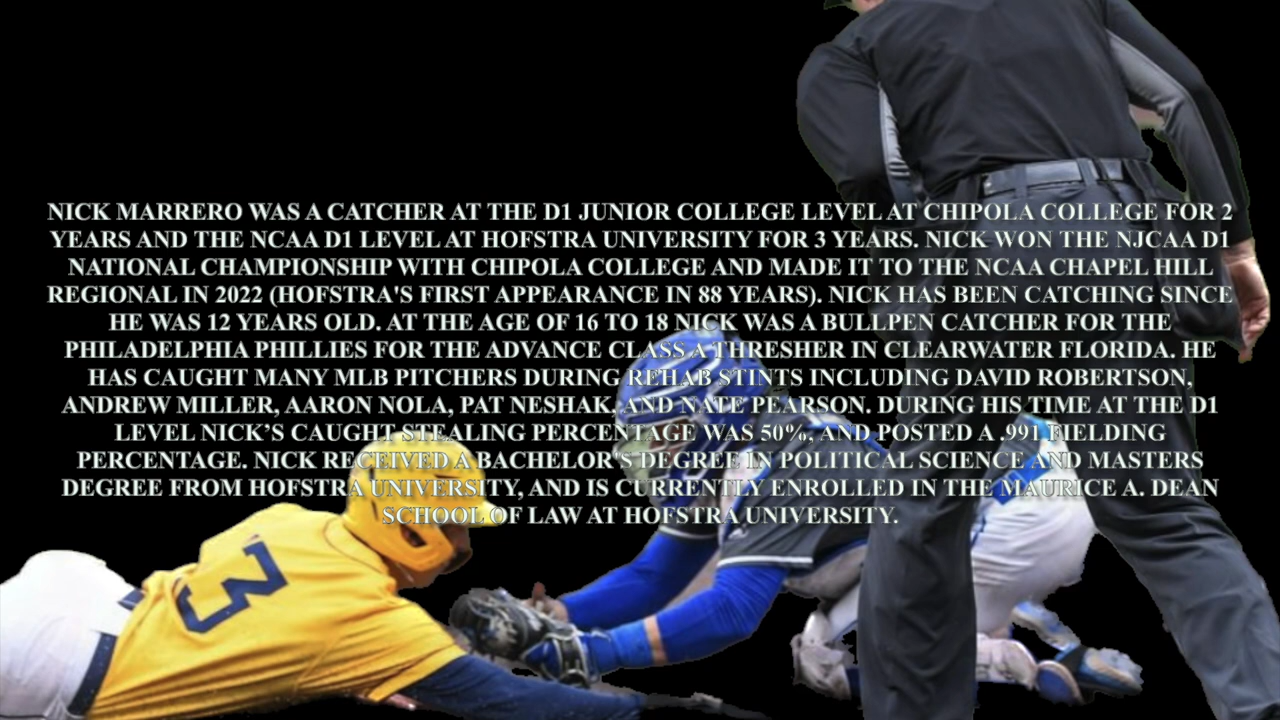 NICK MARRERO WAS A CATCHER AT THE D1 JUNIOR COLLEGE LEVEL AT CHIPOLA COLLEGE FOR 2
YEARS AND THE NCAA D1 LEVEL AT HOFSTRA UNIVERSITY FOR 3 YEARS. NICK WON THE NJCAA D1
NATIONAL CHAMPIONSHIP WITH CHIPOLA COLLEGE AND MADE IT TO THE NCAA CHAPEL HILL
REGIONAL IN 2022 (HOFSTRA'S FIRST APPEARANCE IN 88 YEARS). NICK HAS BEEN CATCHING SINCE
HE WAS 12 YEARS OLD. AT THE AGE OF 16 TO 18 NICK WAS A BULLPEN CATCHER FOR THE
PHILADELPHIA PHILLIES FOR THE ADVANCE CLASS A THRESHER IN CLEARWATER FLORIDA. HE
HAS CAUGHT MANY MLB PITCHERS DURING REHAB STINTS INCLUDING DAVID ROBERTSON,
ANDREW MILLER, AARON NOLA, PAT NESHAK, AND NATE PEARSON. DURING HIS TIME AT THE D1
LEVEL NICK’S CAUGHT STEALING PERCENTAGE WAS 50%, AND POSTED A .991 FIELDING
PERCENTAGE. NICK RECEIVED A BACHELOR'S DEGREE IN POLITICAL SCIENCE AND MASTERS
DEGREE FROM HOFSTRA UNIVERSITY, AND IS CURRENTLY ENROLLED IN THE MAURICE A. DEAN
SCHOOL OF LAW AT HOFSTRA UNIVERSITY.
3